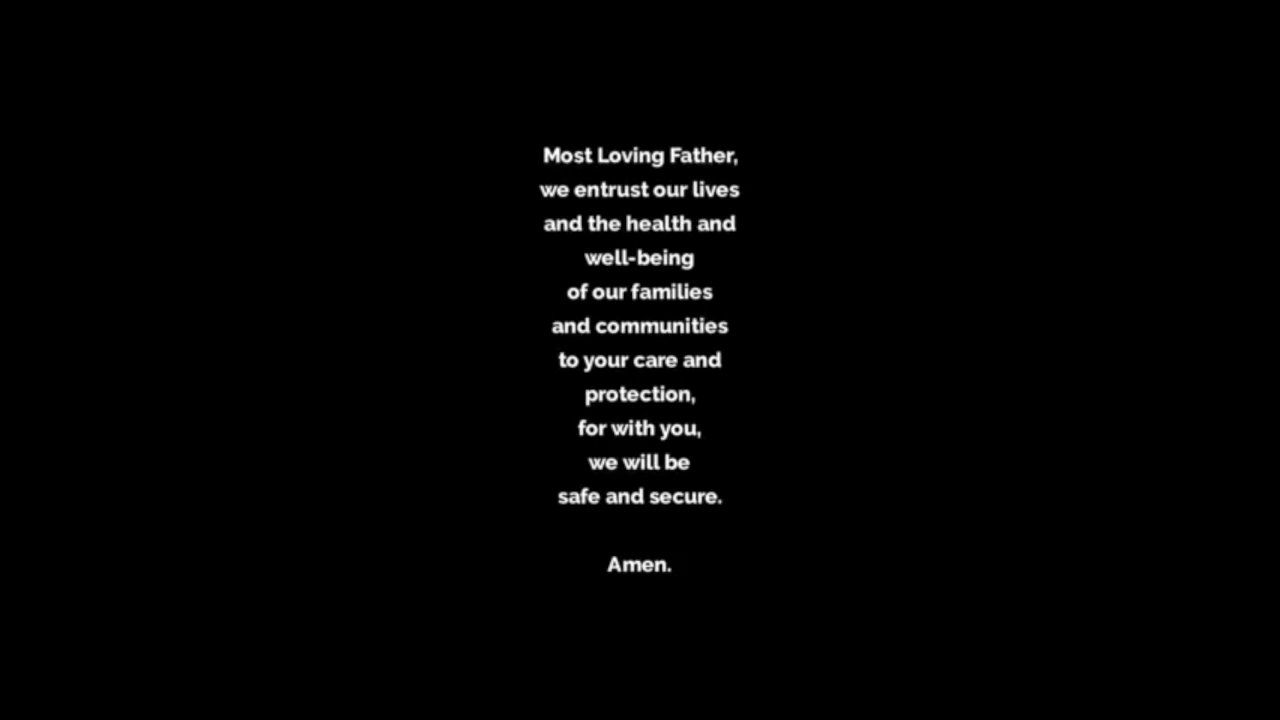 Most Loving Father,
we entrust our lives
and the health and
well-being
of our families
and communities
to your care and
protection,
for with you,
we will be
safe and secure.
Amen.